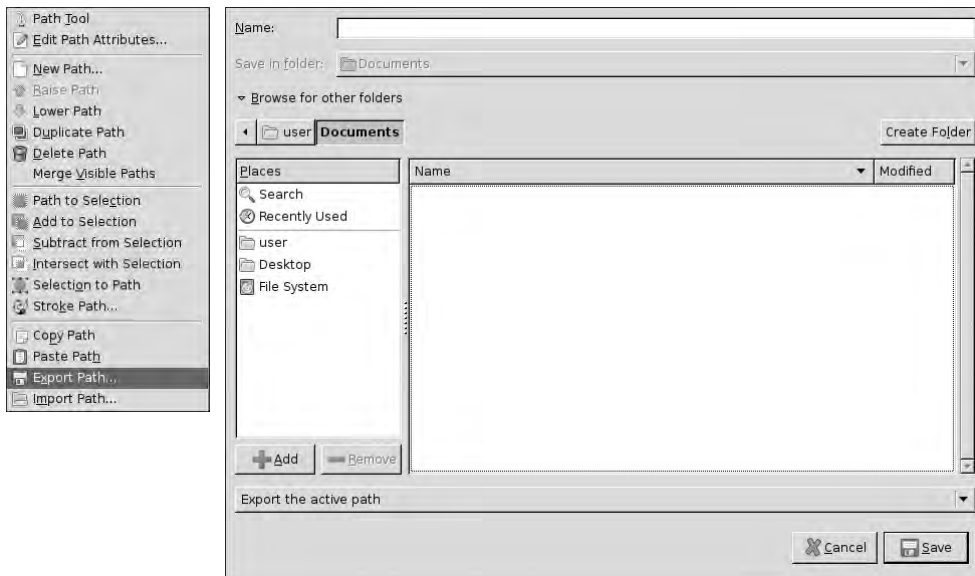 Path Tool
Edit Path Attributes...
New Path...
Raise Path
Lower Path
Duplicate Path
Delete Path
Merge Visible Paths
Path to Selection
Add to Selection
Subtract from Selection
Intersect with Selection
Selection to Path
Stroke Path...
Copy Path
Paste Path
Export Path...
Import Path...
Name:
Save in folder: Documents
Browse for other folders
user Documents
Create Folder
Places
Search
Recently Used
user
Desktop
File System
Name Modified
Add Remove
Export the active path
Cancel Save